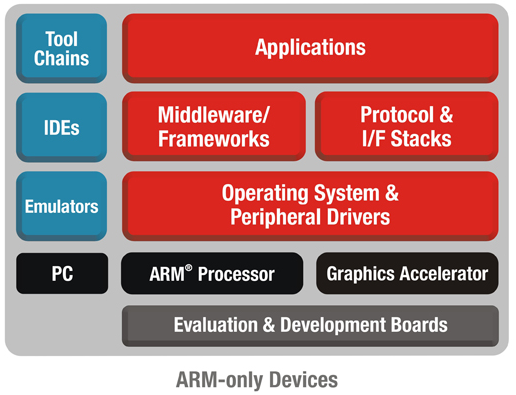 Tool
Chains
Applications
IDEs
Middleware/
Frameworks
Protocol &
I/F Stacks
Emulators
Operating System &
Peripheral Drivers
PC
ARM® Processor
Graphics Accelerator
Evaluation & Development Boards
ARM-only Devices